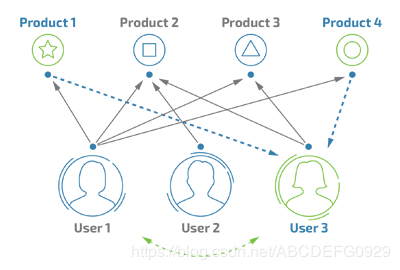 Product 1 Product 2 Product 3 Product 4
User 1 User 2 User 3
https://blog.csdn.net/ABCDEFG0929